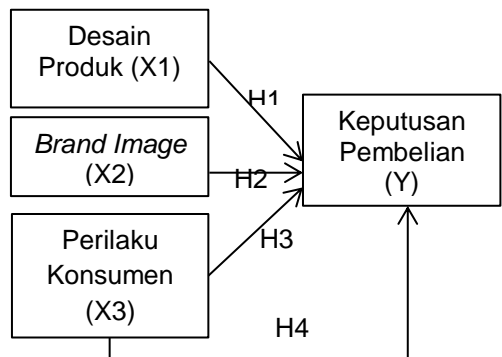 Desain
Produk (X1)
H1
Brand Image
(X2)
H2
Keputusan
Pembelian
(Y)
Perilaku
Konsumen
(X3)
H3
H4